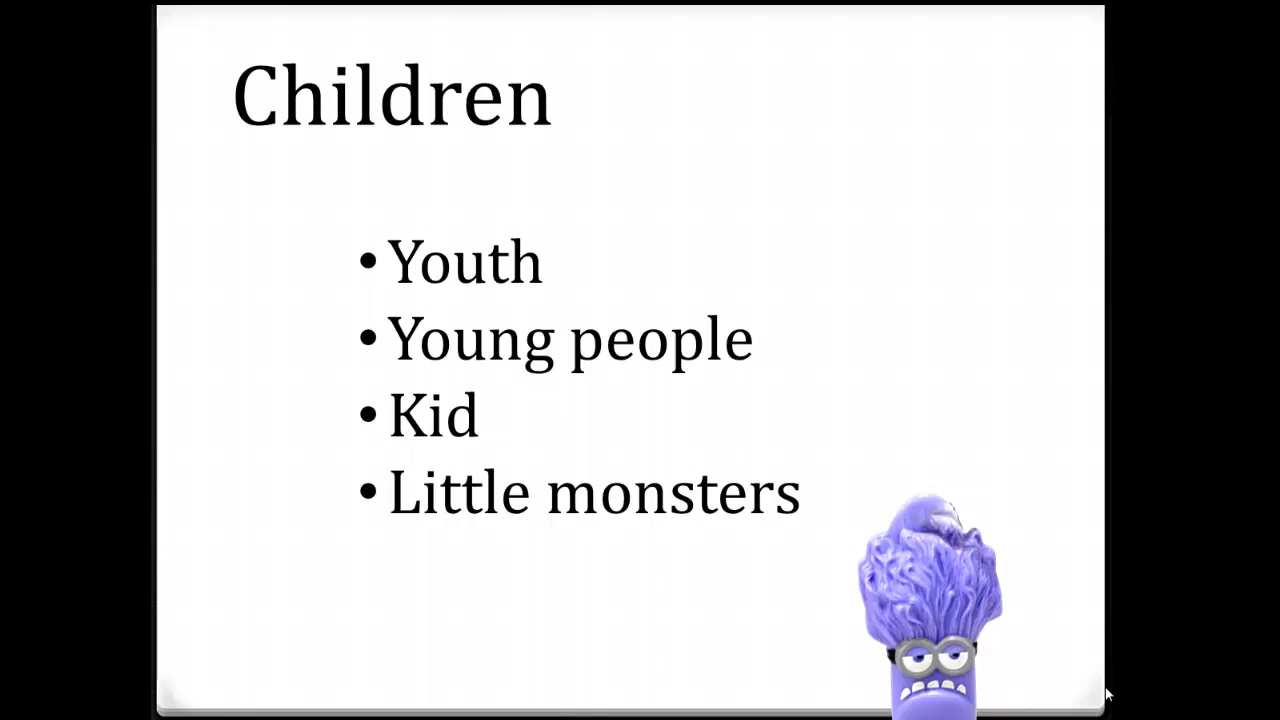 Children
• Youth
• Young people
• Kid
• Little monsters